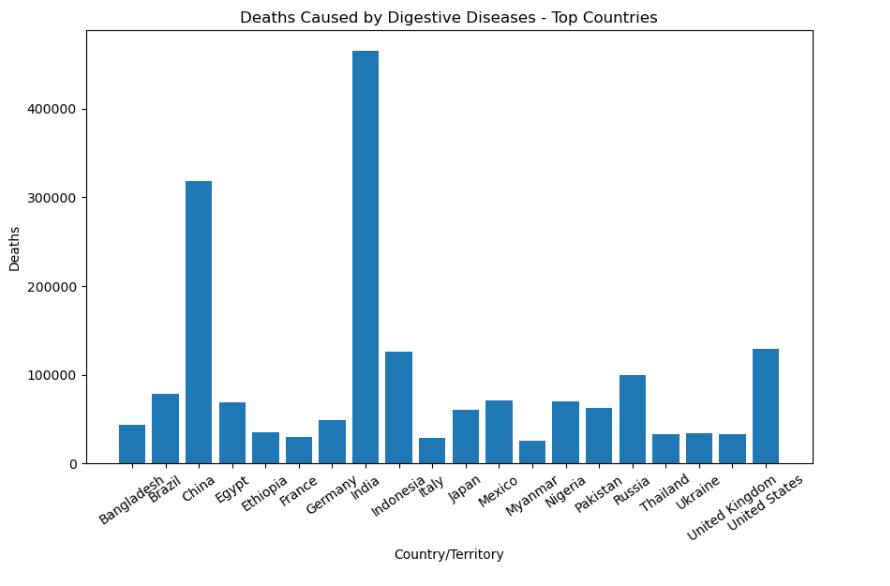 Deaths Caused by Digestive Diseases - Top Countries
400000
300000
200000
100000
0
Deaths
Bangladesh
Brazil
China
Egypt
Ethiopia
France
Germany
India
Indonesia
Italy
Japan
Mexico
Myanmar
Nigeria
Pakistan
Russia
Thailand
Ukraine
United Kingdom
United States
Country/Territory